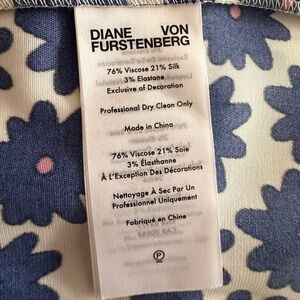 DIANE VON
FURSTENBERG
76% Viscose 21% Silk
3% Elastane
Exclusive of Decoration
Professional Dry Clean Only
Made in China
76% Viscose 21% Soie
3% Élasthanne
À L'Exception Des Décorations
Nettoyage À Sec Par Un
Professionnel Uniquement
Fabriqué en Chine
P